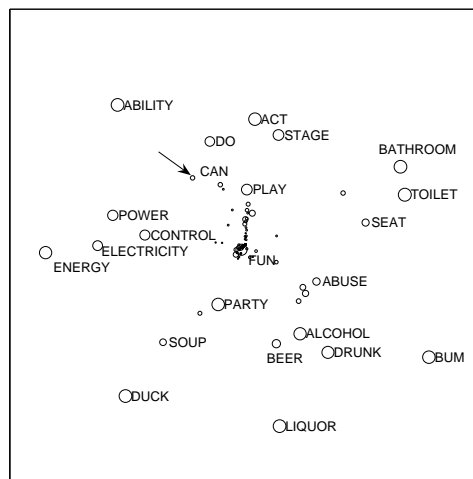 ABILITY
ACT
DO
STAGE
BATHROOM
CAN
PLAY
TOILET
POWER
SEAT
CONTROL
ELECTRICITY
ENERGY
FUN
ABUSE
PARTY
ALCOHOL
SOUP
BEER
DRUNK
BUM
DUCK
LIQUOR